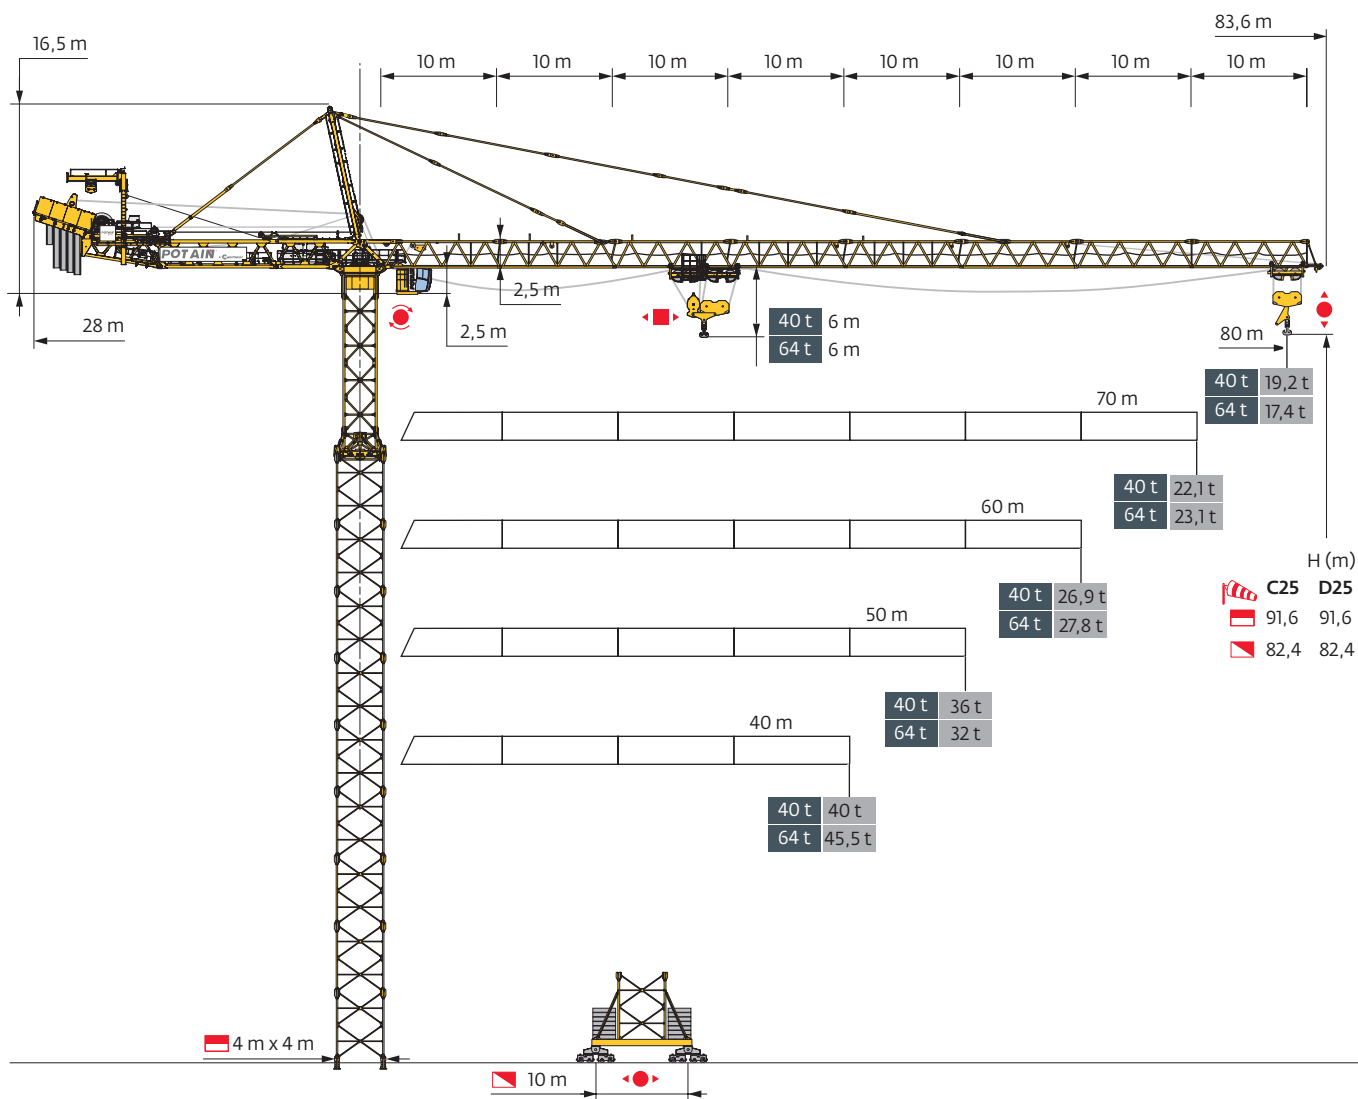 83,6 m
16,5 m
10 m 10 m 10 m 10 m 10 m 10 m 10 m 10 m
POTAIN
2,5 m
28 m
2,5 m
40 t 6 m
64 t 6 m
80 m
40 t 19,2 t
64 t 17,4 t
70 m
40 t 22,1 t
64 t 23,1 t
60 m
H (m)
C25 D25
91,6 91,6
82,4 82,4
40 t 26,9 t
64 t 27,8 t
50 m
40 t 36 t
64 t 32 t
40 m
40 t 40 t
64 t 45,5 t
4 m x 4 m
10 m